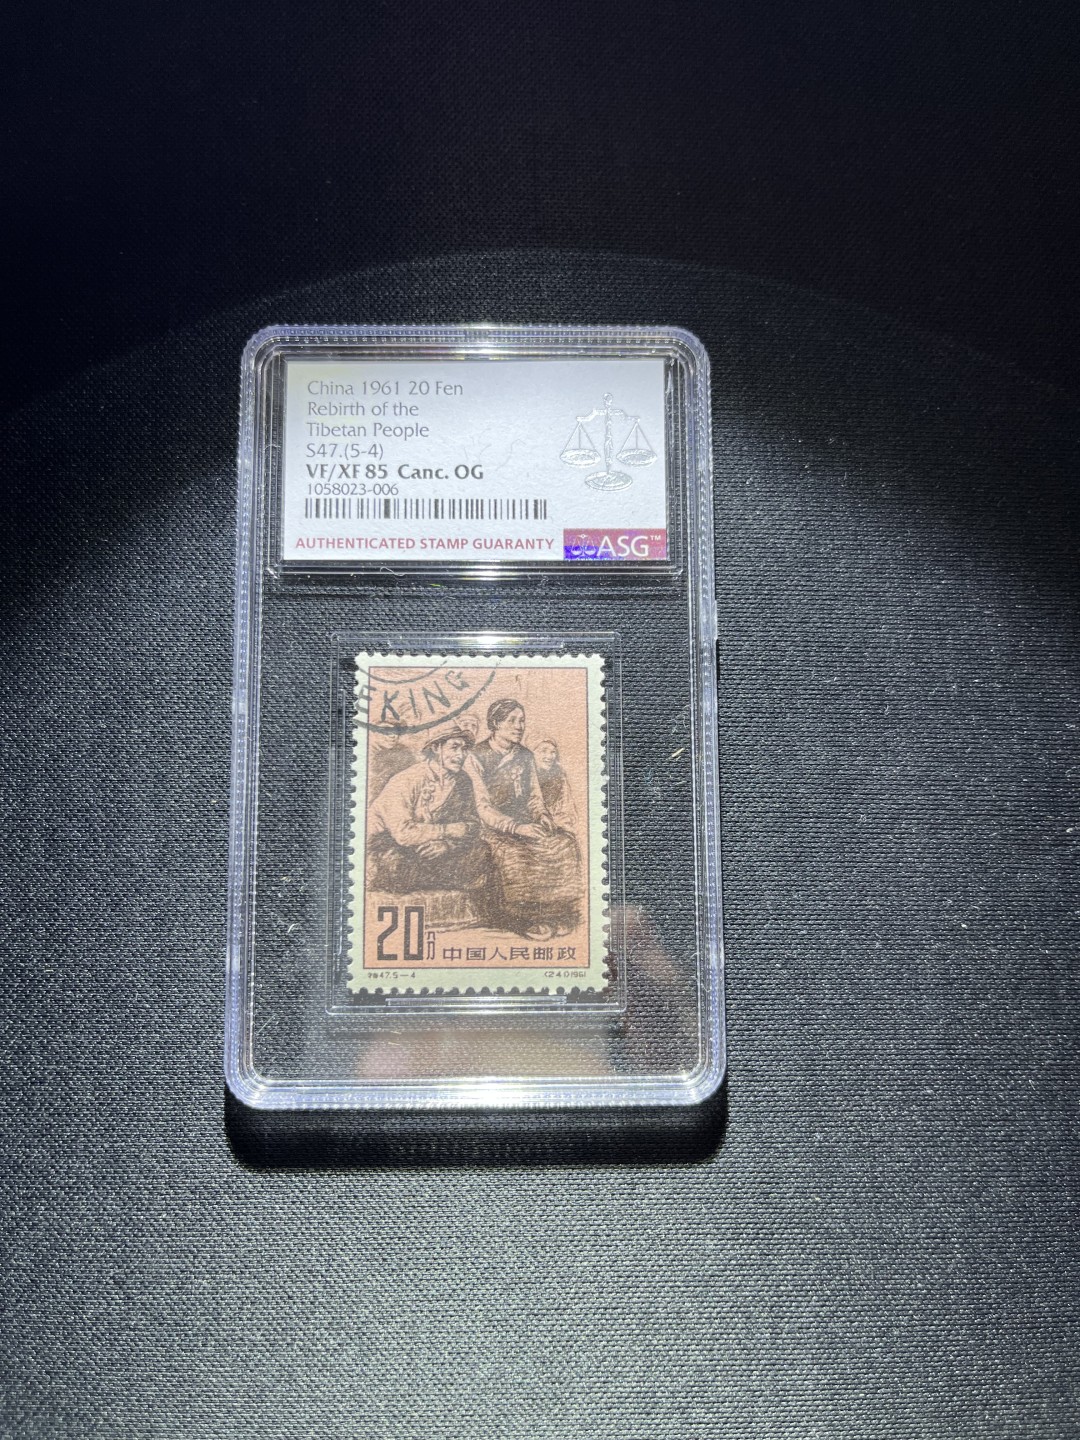 China 1961 20 Fen
Rebirth of the
Tibetan People
S47.(5-4)
VF/XF 85 Canc. OG
1058023-006
AUTHENTICATED STAMP GUARANTY
ASG™
KING
20分 中国人民邮政
特47.5-4
(240)1961